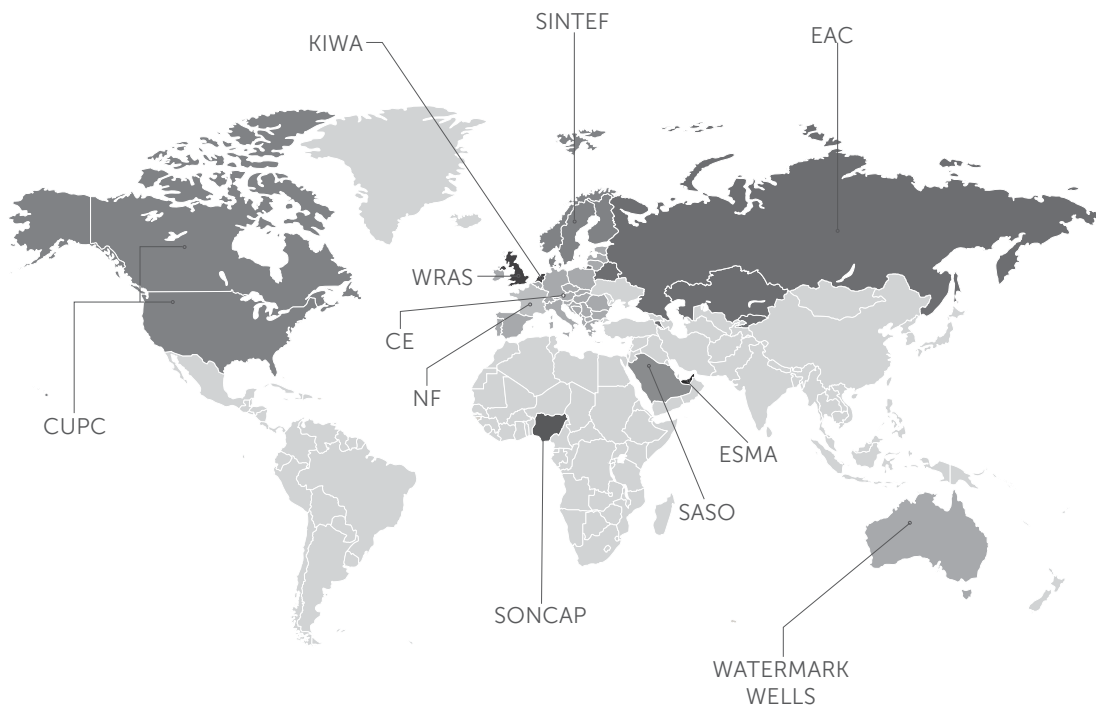 SINTEF
KIWA
EAC
WRAS
CE
NF
CUPC
ESMA
SASO
SONCAP
WATERMARK
WELLS